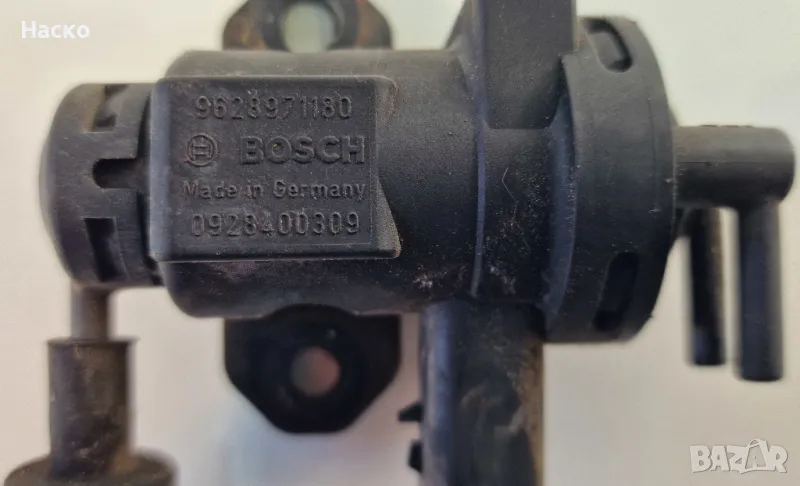 Наско
9628971180
BOSCH
Made in Germany
0928400309
BAZAR